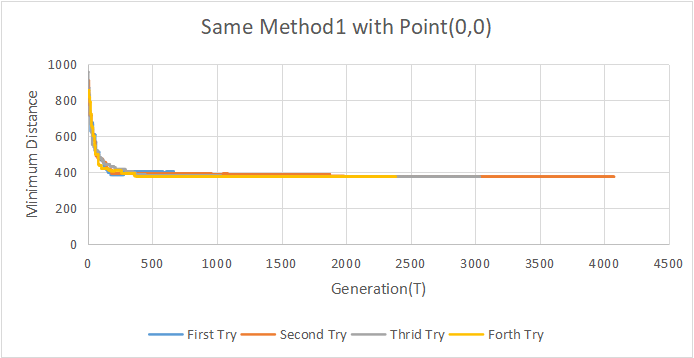 Same Method1 with Point(0,0)
1000
800
600
400
200
0
Minimum Distance
0 500 1000 1500 2000 2500 3000 3500 4000 4500
Generation(T)
First Try Second Try Thrid Try Forth Try